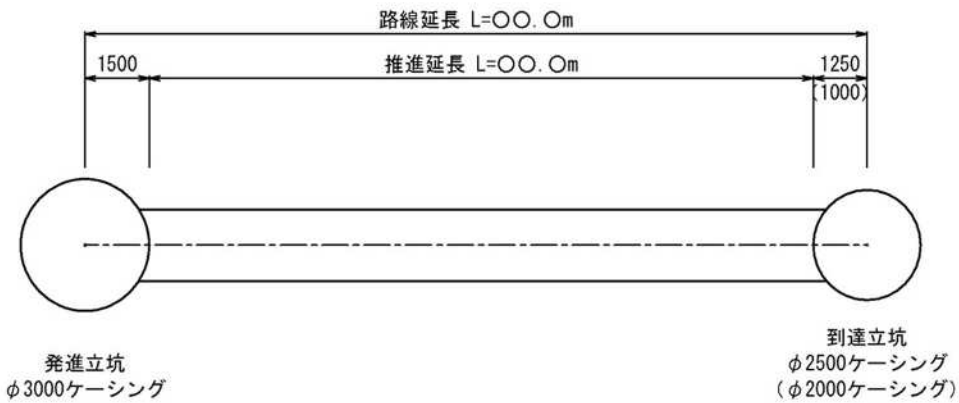 路線延長 L=〇〇.〇m
1500
推進延長 L=〇〇.〇m
1250
(1000)
発進立坑
φ3000ケーシング
到達立坑
φ2500ケーシング
(φ2000ケーシング)